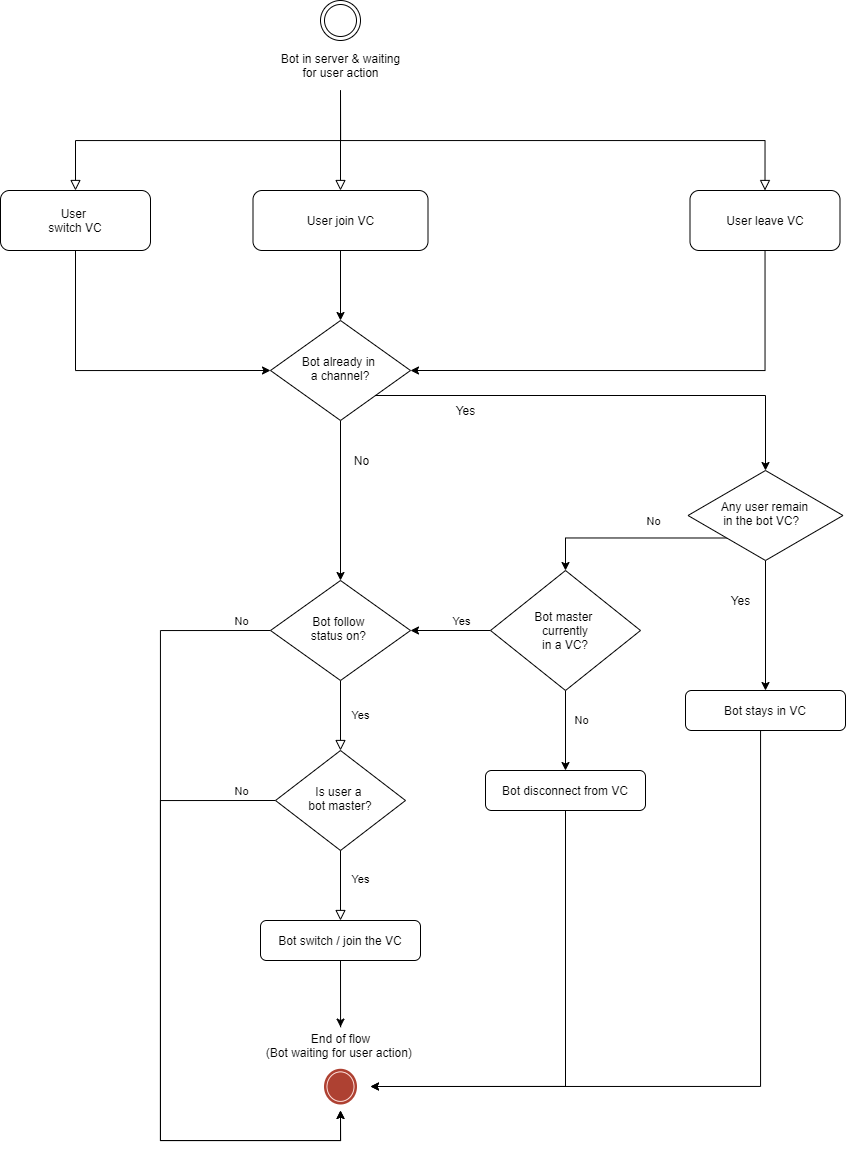 Bot in server & waiting
for user action
User
switch VC
User join VC
User leave VC
Bot already in
a channel?
Yes
No
Any user remain
in the bot VC?
No
Yes
Bot follow
status on?
No
Yes
Bot master
currently
in a VC?
Yes
No
Bot stays in VC
Is user a
bot master?
No
Bot disconnect from VC
Yes
Bot switch / join the VC
End of flow
(Bot waiting for user action)